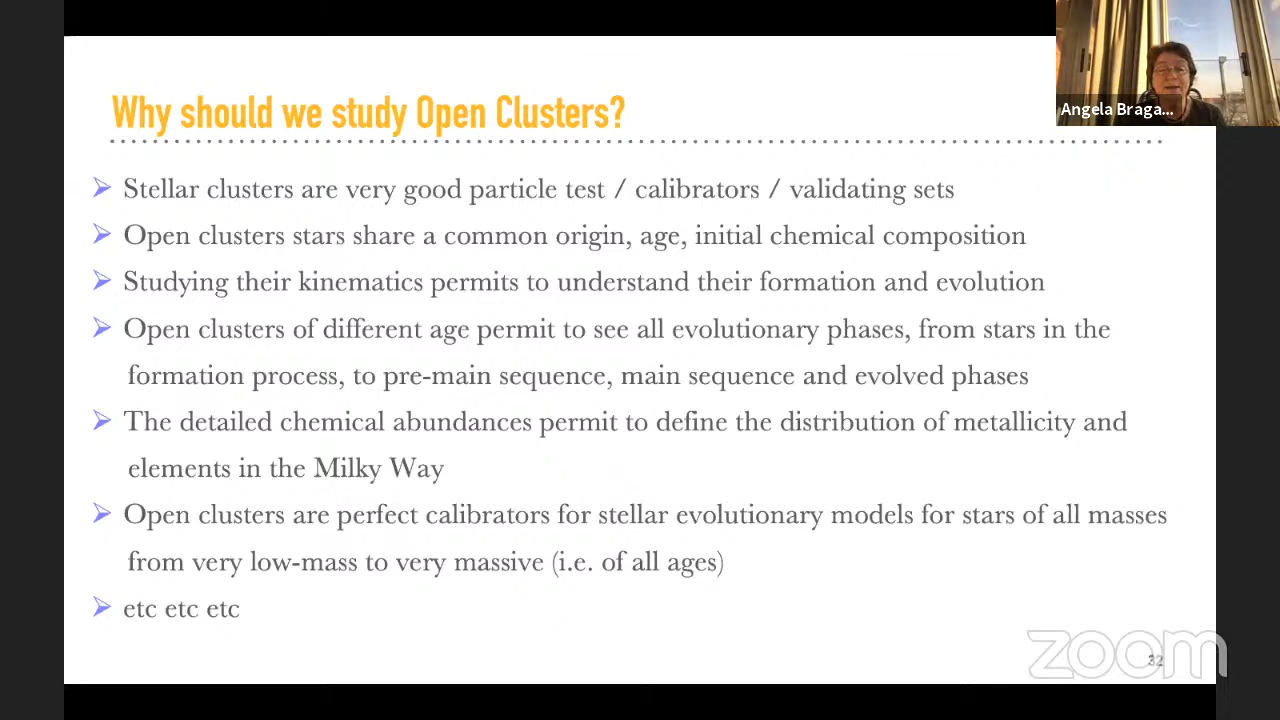 Why should we study Open Clusters?
Angela Braga...
➢ Stellar clusters are very good particle test / calibrators / validating sets
➢ Open clusters stars share a common origin, age, initial chemical composition
➢ Studying their kinematics permits to understand their formation and evolution
➢ Open clusters of different age permit to see all evolutionary phases, from stars in the
formation process, to pre-main sequence, main sequence and evolved phases
➢ The detailed chemical abundances permit to define the distribution of metallicity and
elements in the Milky Way
➢ Open clusters are perfect calibrators for stellar evolutionary models for stars of all masses
from very low-mass to very massive (i.e. of all ages)
➢ etc etc etc
zoom
32